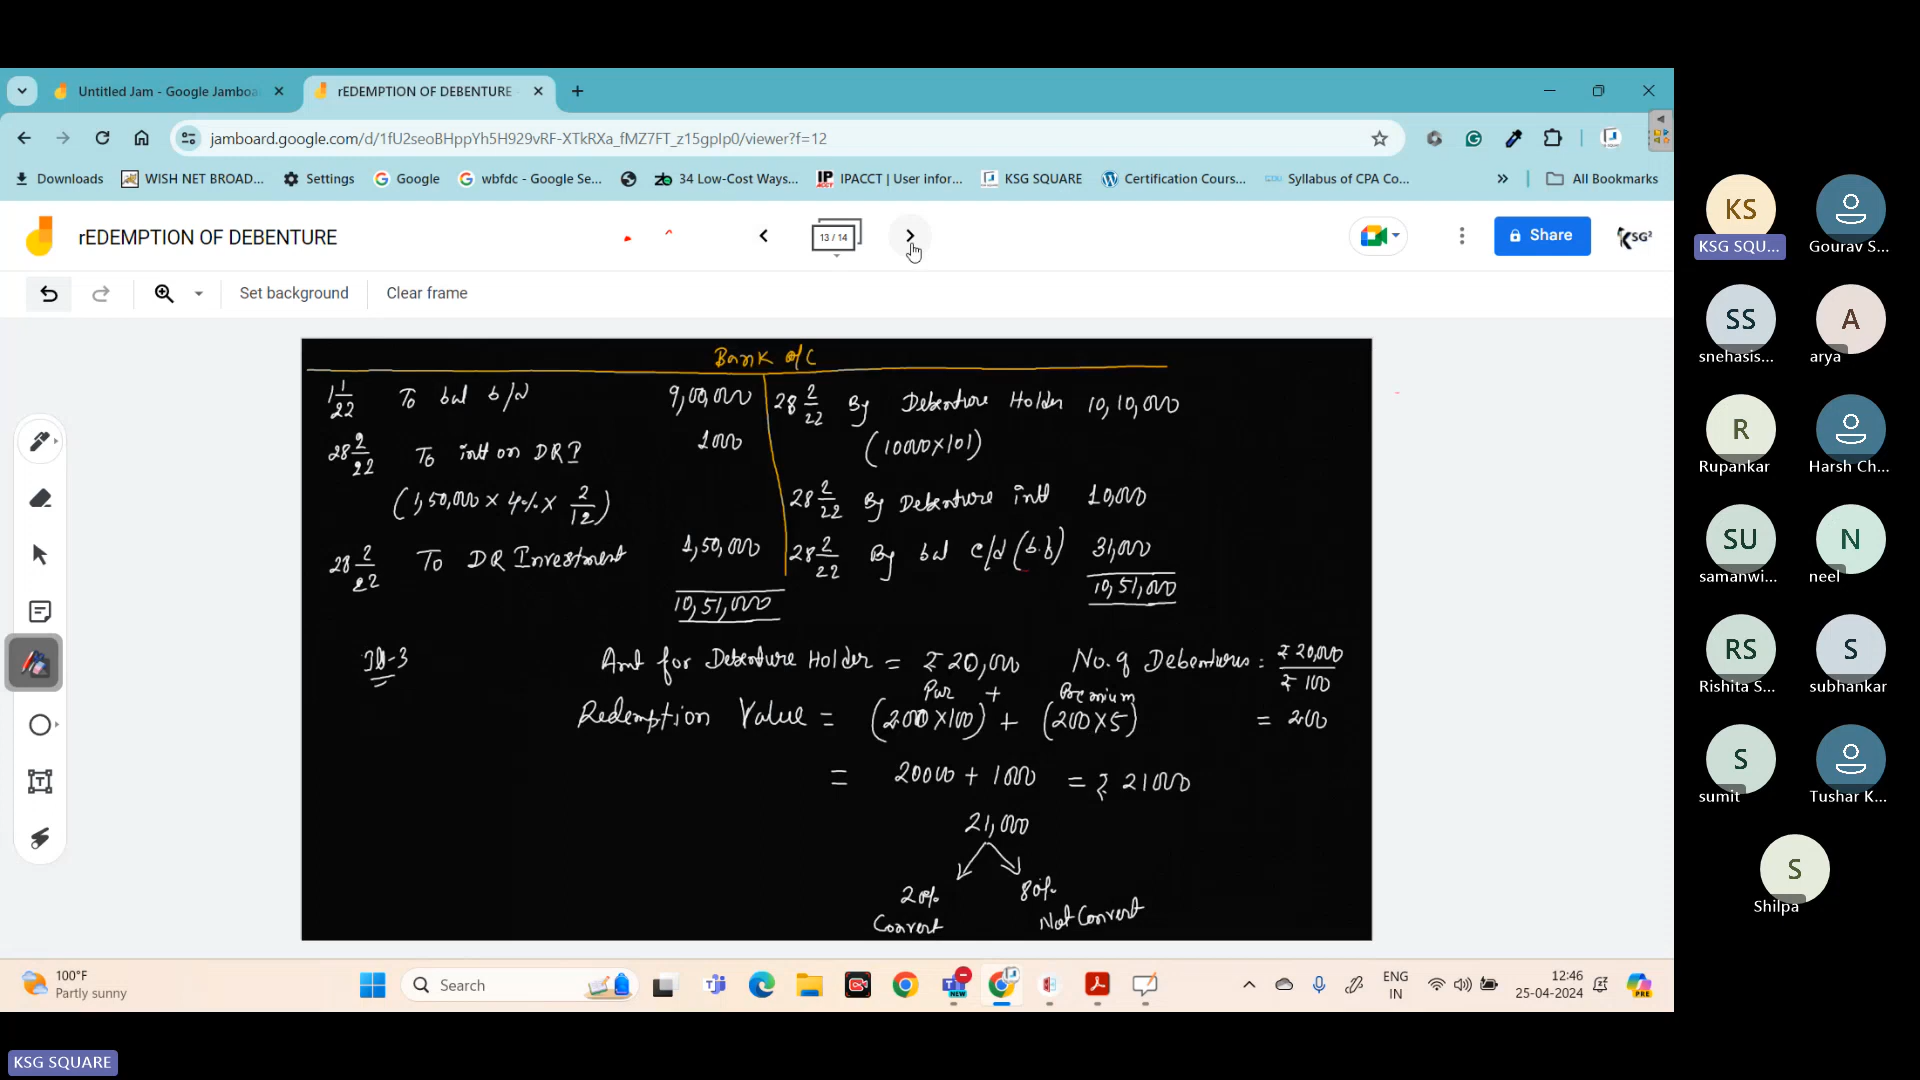 Untitled Jam - Google Jamboa
rEDEMPTION OF DEBENTURE
jamboard.google.com/d/1fU2seoBHppYh5H929vRF-XTkRXa_fMZ7FT_z15gpIp0/viewer?f=12
Downloads
WISH NET BROAD...
Settings
Google
wbfdc - Google Se...
34 Low-Cost Ways...
IPACCT | User infor...
KSG SQUARE
Certification Cours...
Syllabus of CPA Co...
All Bookmarks
rEDEMPTION OF DEBENTURE
13 / 14
Share
KSG²
Set background
Clear frame
Bank a/c
1 1/22 To bal b/d 9,00,000
28 2/22 By Debenture Holder 10,10,000
(10000×101)
28 2/22 To intt on DRI 1000
(1,50,000 × 4% × 2/12)
28 2/22 By Debenture intt 10,000
28 2/22 To DR Investment 1,50,000
28 2/22 By bal c/d (b.b) 31,000
10,51,000
10,51,000
Amt for Debenture Holder = ₹20,000
No. of Debentures = ₹20,000 / ₹100
= 200
Par + Premium
Redemption Value = (200×100) + (200×5)
= 20000 + 1000 = ₹21000
21,000
20% 80%
Convert Not Convert
KS
KSG SQU...
Gourav S...
SS
snehasis...
A
arya
R
Rupankar
Harsh Ch...
SU
samanwi...
N
neel
RS
Rishita S...
S
subhankar
S
sumit
Tushar K...
S
Shilpa
100°F
Partly sunny
Search
NEW
ENG
IN
12:46
25-04-2024
PRE
KSG SQUARE